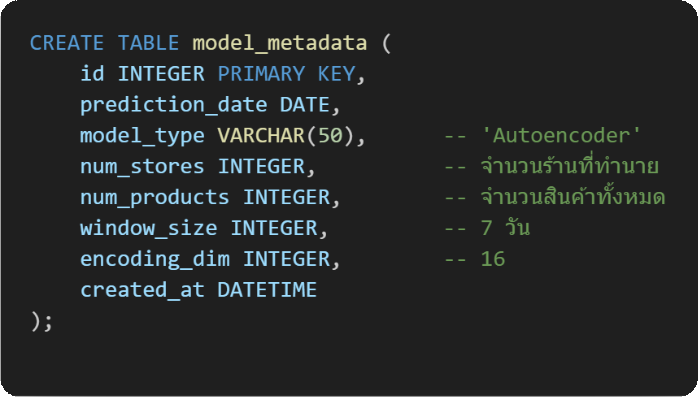 CREATE TABLE model_metadata (
    id INTEGER PRIMARY KEY,
    prediction_date DATE,
    model_type VARCHAR(50),      -- 'Autoencoder'
    num_stores INTEGER,          -- จำนวนร้านที่ทำนาย
    num_products INTEGER,        -- จำนวนสินค้าทั้งหมด
    window_size INTEGER,         -- 7 วัน
    encoding_dim INTEGER,        -- 16
    created_at DATETIME
);